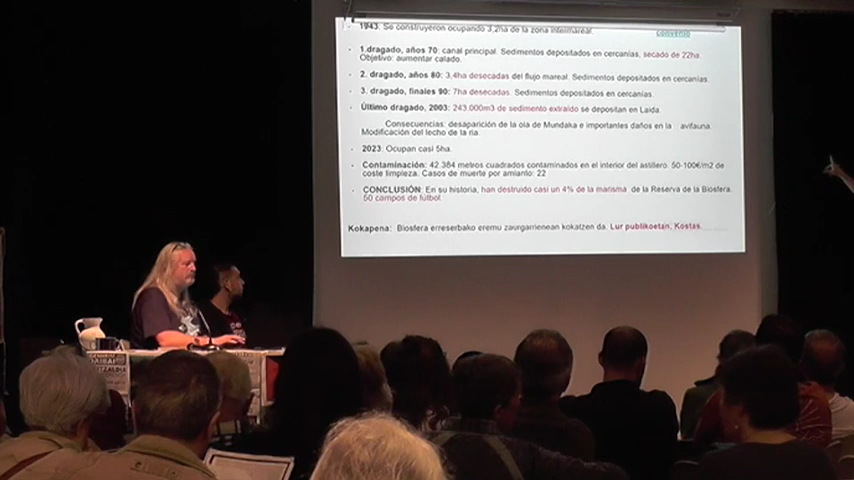 1943: Se construyeron ocupando 3,2ha de la zona intermareal.
convenio
1.dragado, años 70: canal principal. Sedimentos depositados en cercanías, secado de 22ha.
Objetivo: aumentar calado.
2. dragado, años 80: 3,4ha desecadas del flujo mareal. Sedimentos depositados en cercanías.
3. dragado, finales 90: 7ha desecadas. Sedimentos depositados en cercanías.
Último dragado, 2003: 243.000m3 de sedimento extraído se depositan en Laida.
Consecuencias: desaparición de la ola de Mundaka e importantes daños en la avifauna.
Modificación del lecho de la ría.
2023: Ocupan casi 5ha.
Contaminación: 42.384 metros cuadrados contaminados en el interior del astillero. 50-100€/m2 de
coste limpieza. Casos de muerte por amianto: 22
CONCLUSIÓN: En su historia, han destruido casi un 4% de la marisma de la Reserva de la Biosfera.
50 campos de fútbol.
Kokapena: Biosfera erreserbako eremu zaurgarrienean kokatzen da. Lur publikoetan, Kostas.